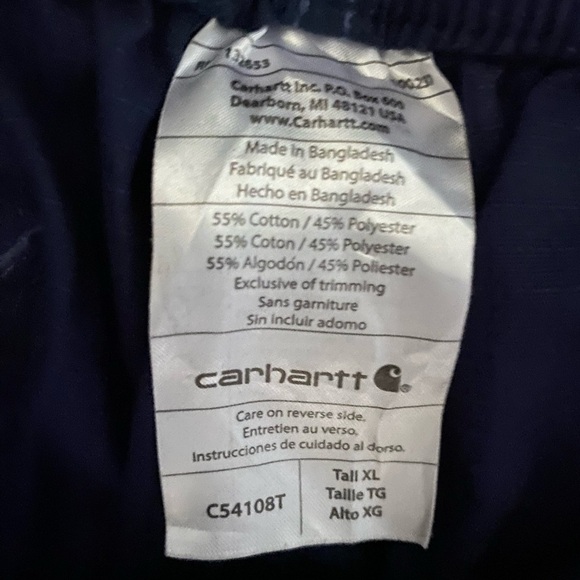 Carhartt Inc. P.O. Box 600
Dearborn, MI 48121 USA
www.Carhartt.com
Made in Bangladesh
Fabriqué au Bangladesh
Hecho en Bangladesh
55% Cotton / 45% Polyester
55% Coton / 45% Polyester
55% Algodón / 45% Poliester
Exclusive of trimming
Sans garniture
Sin incluir adorno
carhartt
Care on reverse side.
Entretien au verso.
Instrucciones de cuidado al dorso.
C54108T
Tall XL
Taille TG
Alto XG